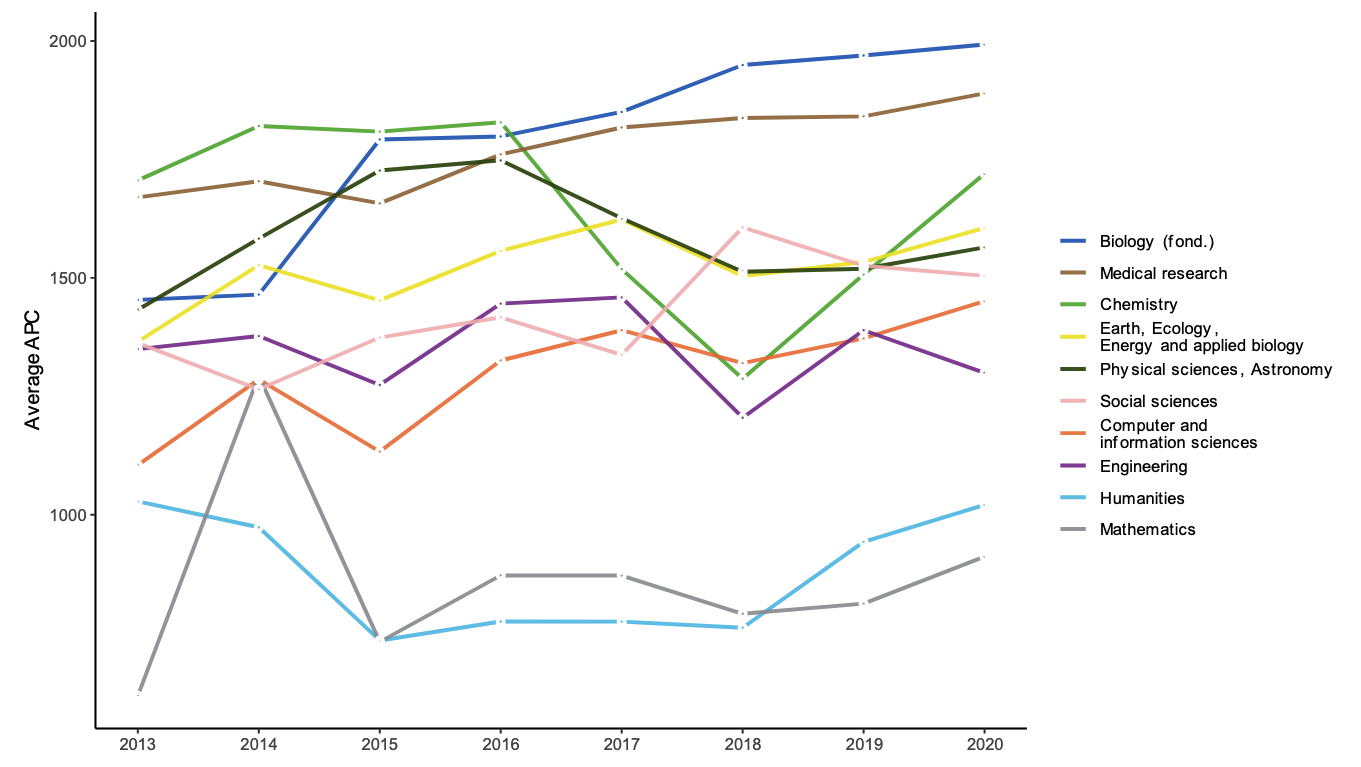 2000
1500
1000
Average APC
2013 2014 2015 2016 2017 2018 2019 2020
Biology (fond.)
Medical research
Chemistry
Earth, Ecology,
Energy and applied biology
Physical sciences, Astronomy
Social sciences
Computer and
information sciences
Engineering
Humanities
Mathematics